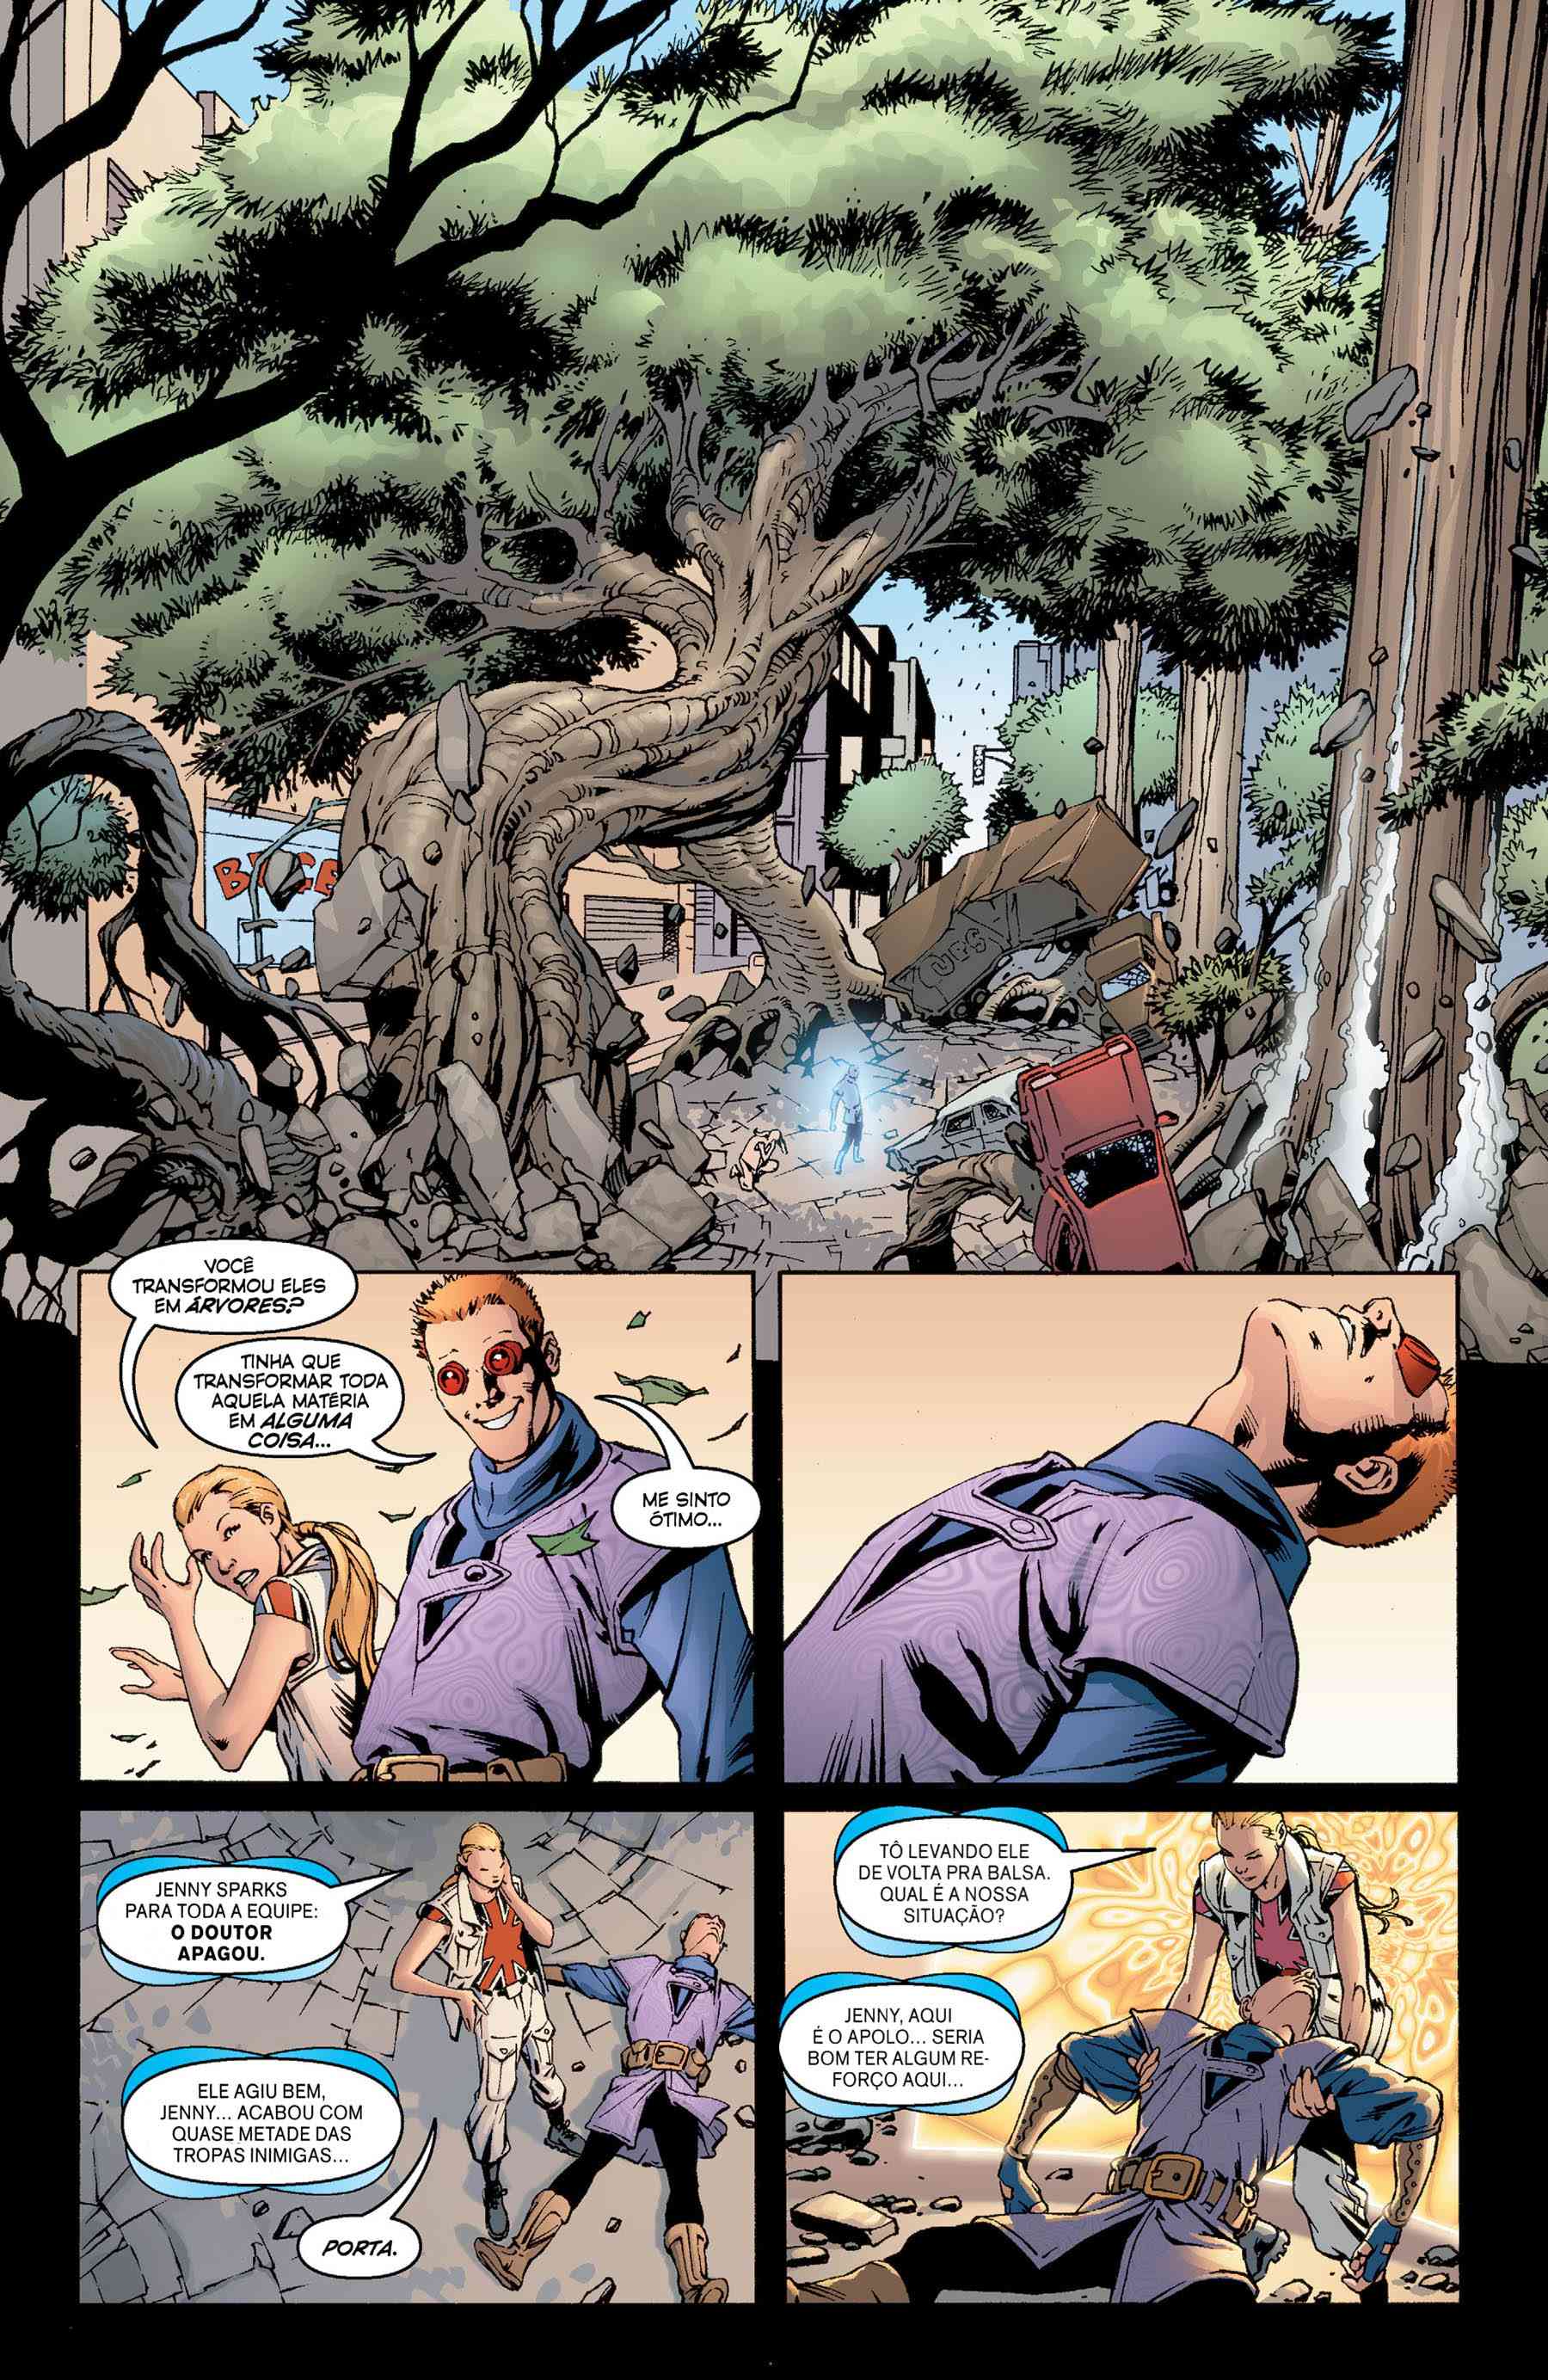 VOCÊ
TRANSFORMOU ELES
EM ÁRVORES?
TINHA QUE
TRANSFORMAR TODA
AQUELA MATÉRIA
EM ALGUMA
COISA...
ME SINTO
ÓTIMO...
JENNY SPARKS
PARA TODA A EQUIPE:
O DOUTOR
APAGOU.
ELE AGIU BEM,
JENNY... ACABOU COM
QUASE METADE DAS
TROPAS INIMIGAS...
PORTA.
TÔ LEVANDO ELE
DE VOLTA PRA BALSA.
QUAL É A NOSSA
SITUAÇÃO?
JENNY, AQUI
É O APOLO... SERIA
BOM TER ALGUM RE-
FORÇO AQUI...